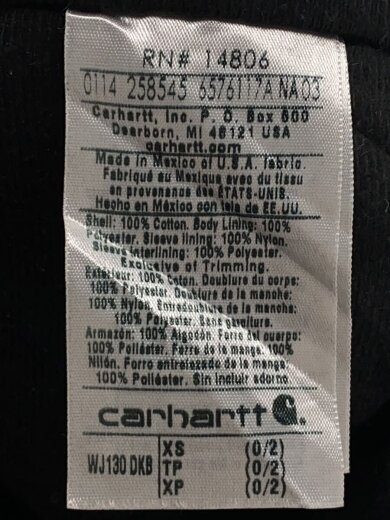 RN# 14806
0114 258545 6576117A NA03
Carhartt, Inc. P. O. Box 600
Dearborn, MI 48121 USA
carhartt.com
Made in Mexico of U.S.A. fabric.
Fabriqué au Mexique avec du tissu
en provenance des ÉTATS-UNIS.
Hecho en México con tela de EE.UU.
Shell: 100% Cotton. Body Lining: 100%
Polyester. Sleeve lining: 100% Nylon.
Sleeve interlining: 100% Polyester.
Exclusive of Trimming.
Extérieur: 100% Coton. Doublure du corps:
100% Polyester. Doublure de la manche:
100% Nylon. Entredoublure de la manche:
100% Polyester. Sans garniture.
Armazón: 100% Algodón. Forro del cuerpo:
100% Poliéster. Forro de la manga: 100%
Nilón. Forro entrelazado de la manga:
100% Poliéster. Sin incluir adorno.
carhartt
WJ130 DKB XS (0/2)
TP (0/2)
XP (0/2)